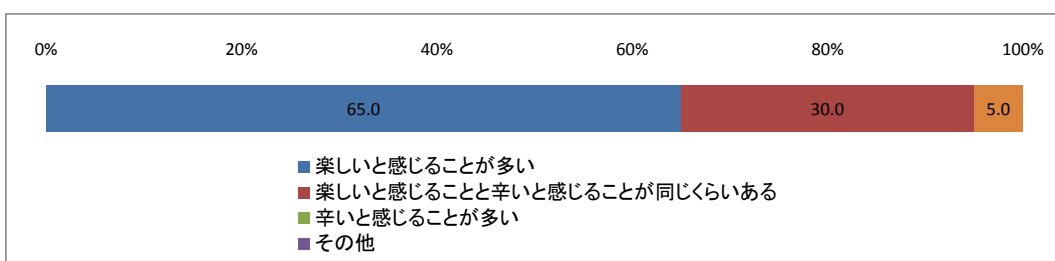 0% 20% 40% 60% 80% 100%
65.0 30.0 5.0
楽しいと感じることが多い
楽しいと感じることと辛いと感じることが同じくらいある
辛いと感じることが多い
その他